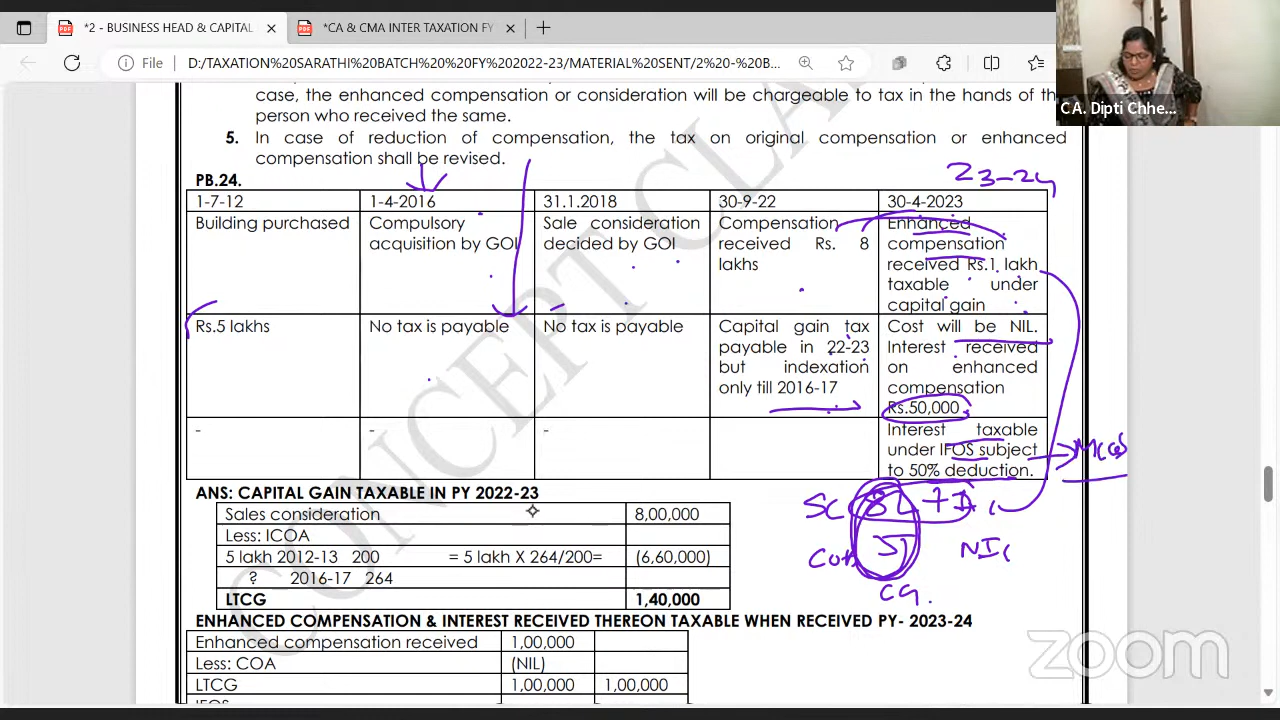 *2 - BUSINESS HEAD & CAPITAL
*CA & CMA INTER TAXATION FY
File
D:/TAXATION%20SARATHI%20BATCH%20-%20FY%202022-23/MATERIAL%20SENT/2%20-%20B...
C A. Dipti Chhe...
case, the enhanced compensation or consideration will be chargeable to tax in the hands of
person who received the same.
5. In case of reduction of compensation, the tax on original compensation or enhanced
compensation shall be revised.
23-24
PB.24.
1-7-12 1-4-2016 31.1.2018 30-9-22 30-4-2023
Building purchased Compulsory Sale consideration Compensation Enhanced
acquisition by GOI decided by GOI received Rs. 8 compensation
lakhs received Rs.1 lakh
taxable under
capital gain
Rs.5 lakhs No tax is payable No tax is payable Capital gain tax Cost will be NIL.
payable in 22-23 Interest received
but indexation on enhanced
only till 2016-17 compensation
Rs.50,000
- - - Interest taxable
under IFOS subject
to 50% deduction.
ANS: CAPITAL GAIN TAXABLE IN PY 2022-23
SC 8L +
Sales consideration 8,00,000
Less: ICOA
5 lakh 2012-13 200 = 5 lakh X 264/200= (6,60,000)
? 2016-17 264
CG.
LTCG 1,40,000
ENHANCED COMPENSATION & INTEREST RECEIVED THEREON TAXABLE WHEN RECEIVED PY- 2023-24
Enhanced compensation received 1,00,000
Less: COA (NIL)
LTCG 1,00,000 1,00,000
CONCEPT
zoom